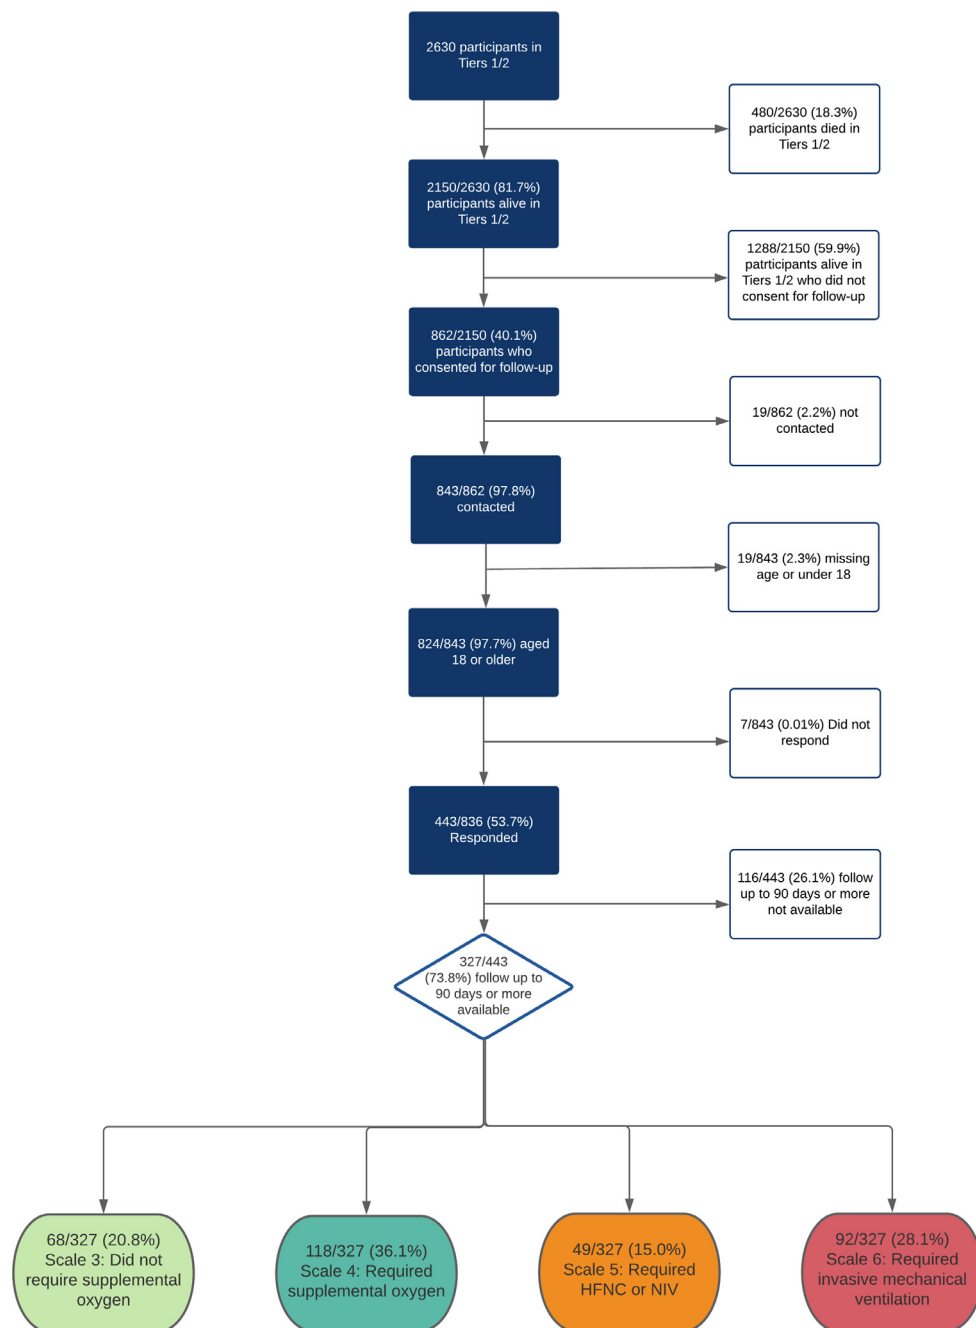 2630 participants in
Tiers 1/2
480/2630 (18.3%)
participants died in
Tiers 1/2
2150/2630 (81.7%)
participants alive in
Tiers 1/2
1288/2150 (59.9%)
patrticipants alive in
Tiers 1/2 who did not
consent for follow-up
862/2150 (40.1%)
participants who
consented for follow-up
19/862 (2.2%) not
contacted
843/862 (97.8%)
contacted
19/843 (2.3%) missing
age or under 18
824/843 (97.7%) aged
18 or older
7/843 (0.01%) Did not
respond
443/836 (53.7%)
Responded
116/443 (26.1%) follow
up to 90 days or more
not available
327/443
(73.8%) follow up to
90 days or more
available
68/327 (20.8%)
Scale 3: Did not
require supplemental
oxygen
118/327 (36.1%)
Scale 4: Required
supplemental oxygen
49/327 (15.0%)
Scale 5: Required
HFNC or NIV
92/327 (28.1%)
Scale 6: Required
invasive mechanical
ventilation